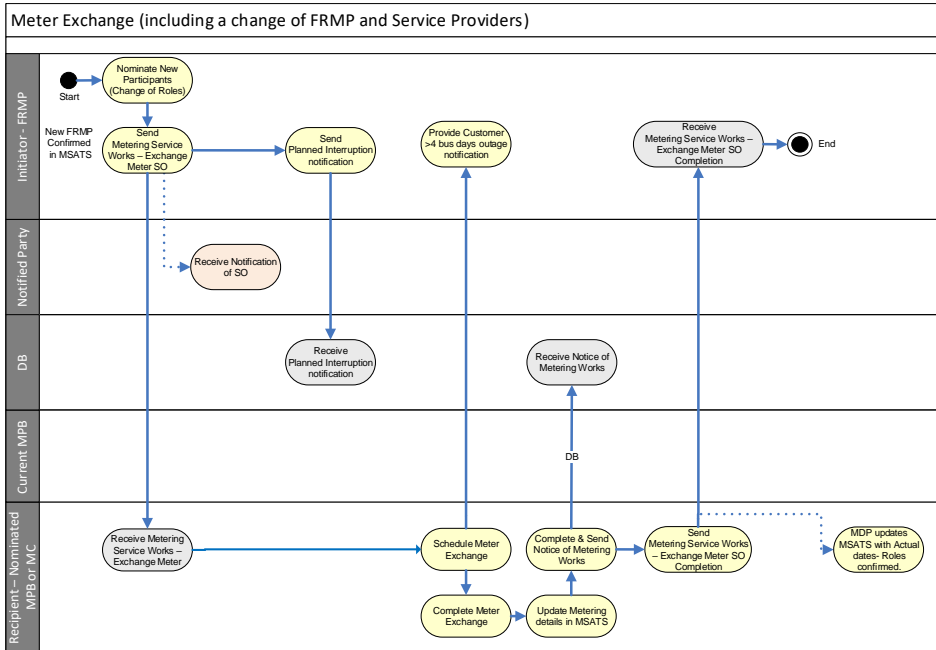 Meter Exchange (including a change of FRMP and Service Providers)
Initiator - FRMP
Start
Nominate New
Participants
(Change of Roles)
New FRMP
Confirmed
in MSATS
Send
Metering Service
Works – Exchange
Meter SO
Send
Planned Interruption
notification
Provide Customer
>4 bus days outage
notification
Receive
Metering Service Works –
Exchange Meter SO
Completion
End
Notified Party
Receive Notification
of SO
DB
Receive
Planned Interruption
notification
Receive Notice of
Metering Works
Current MPB
DB
Recipient – Nominated
MPB or MC
Receive Metering
Service Works –
Exchange Meter
Schedule Meter
Exchange
Complete & Send
Notice of Metering
Works
Send
Metering Service Works
– Exchange Meter SO
Completion
MDP updates
MSATS with Actual
dates- Roles
confirmed.
Complete Meter
Exchange
Update Metering
details in MSATS